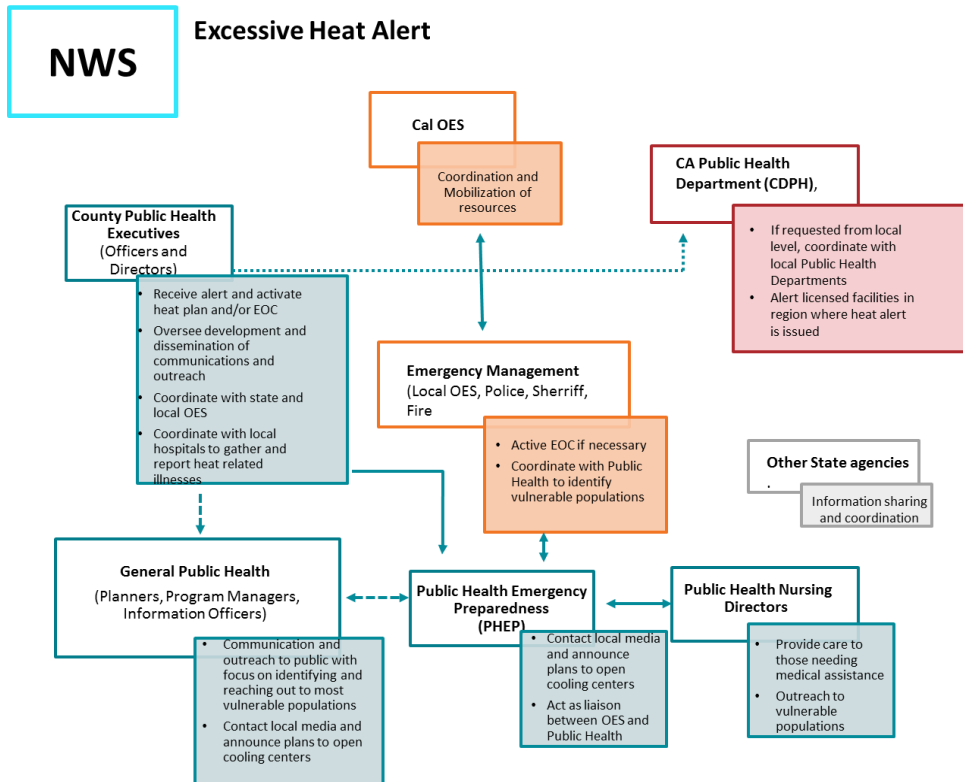 NWS
Excessive Heat Alert
Cal OES
Coordination and
Mobilization of
resources
CA Public Health
Department (CDPH),
• If requested from local
level, coordinate with
local Public Health
Departments
• Alert licensed facilities in
region where heat alert
is issued
County Public Health
Executives
(Officers and
Directors)
• Receive alert and activate
heat plan and/or EOC
• Oversee development and
dissemination of
communications and
outreach
• Coordinate with state and
local OES
• Coordinate with local
hospitals to gather and
report heat related
illnesses
Emergency Management
(Local OES, Police, Sherriff,
Fire
• Active EOC if necessary
• Coordinate with Public
Health to identify
vulnerable populations
Other State agencies
.
Information sharing
and coordination
General Public Health
(Planners, Program Managers,
Information Officers)
• Communication and
outreach to public with
focus on identifying and
reaching out to most
vulnerable populations
• Contact local media and
announce plans to open
cooling centers
Public Health Emergency
Preparedness
(PHEP)
• Contact local media
and announce
plans to open
cooling centers
• Act as liaison
between OES and
Public Health
Public Health Nursing
Directors
• Provide care to
those needing
medical assistance
• Outreach to
vulnerable
populations